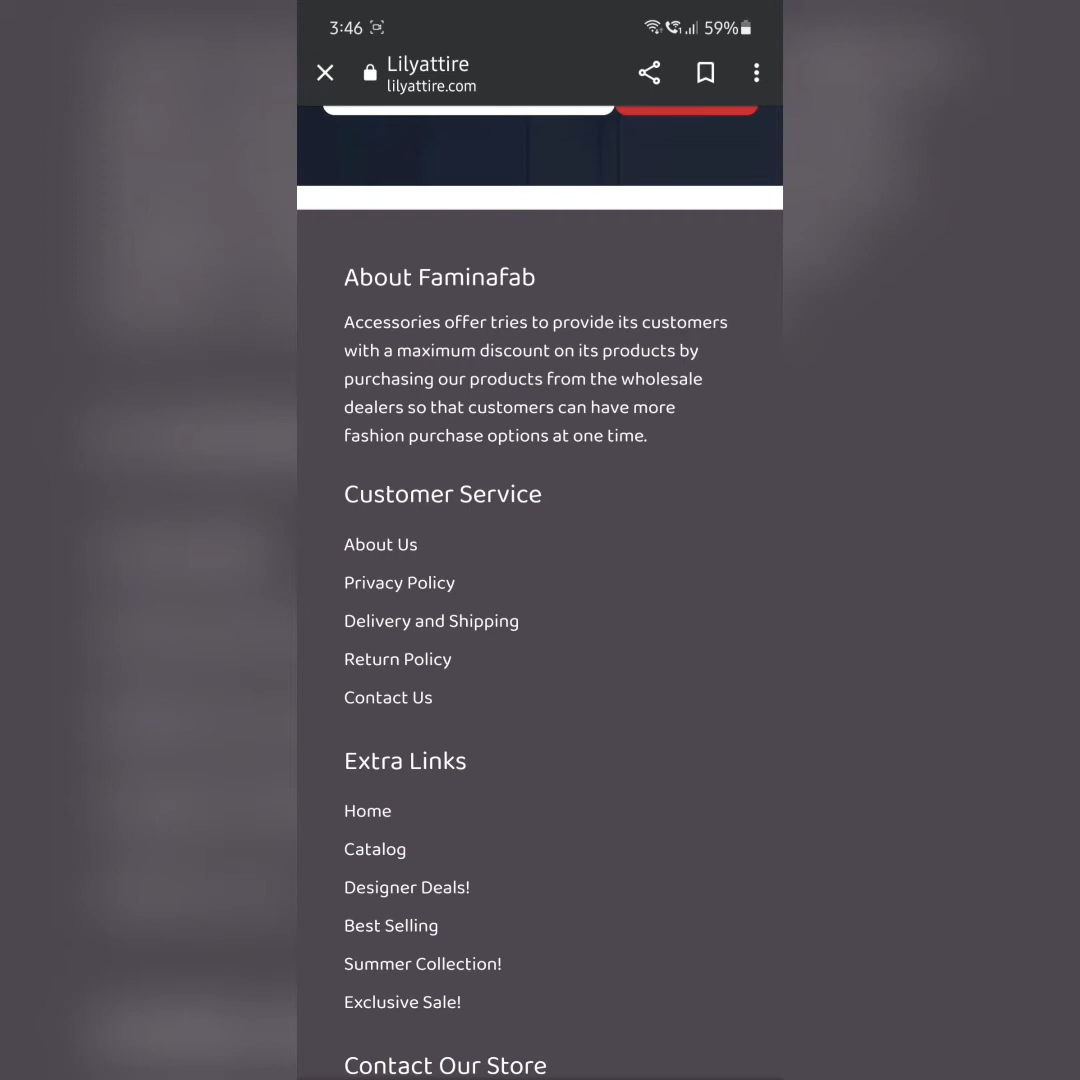 3:46
59%
Lilyattire
lilyattire.com
About Faminafab
Accessories offer tries to provide its customers
with a maximum discount on its products by
purchasing our products from the wholesale
dealers so that customers can have more
fashion purchase options at one time.
Customer Service
About Us
Privacy Policy
Delivery and Shipping
Return Policy
Contact Us
Extra Links
Home
Catalog
Designer Deals!
Best Selling
Summer Collection!
Exclusive Sale!
Contact Our Store